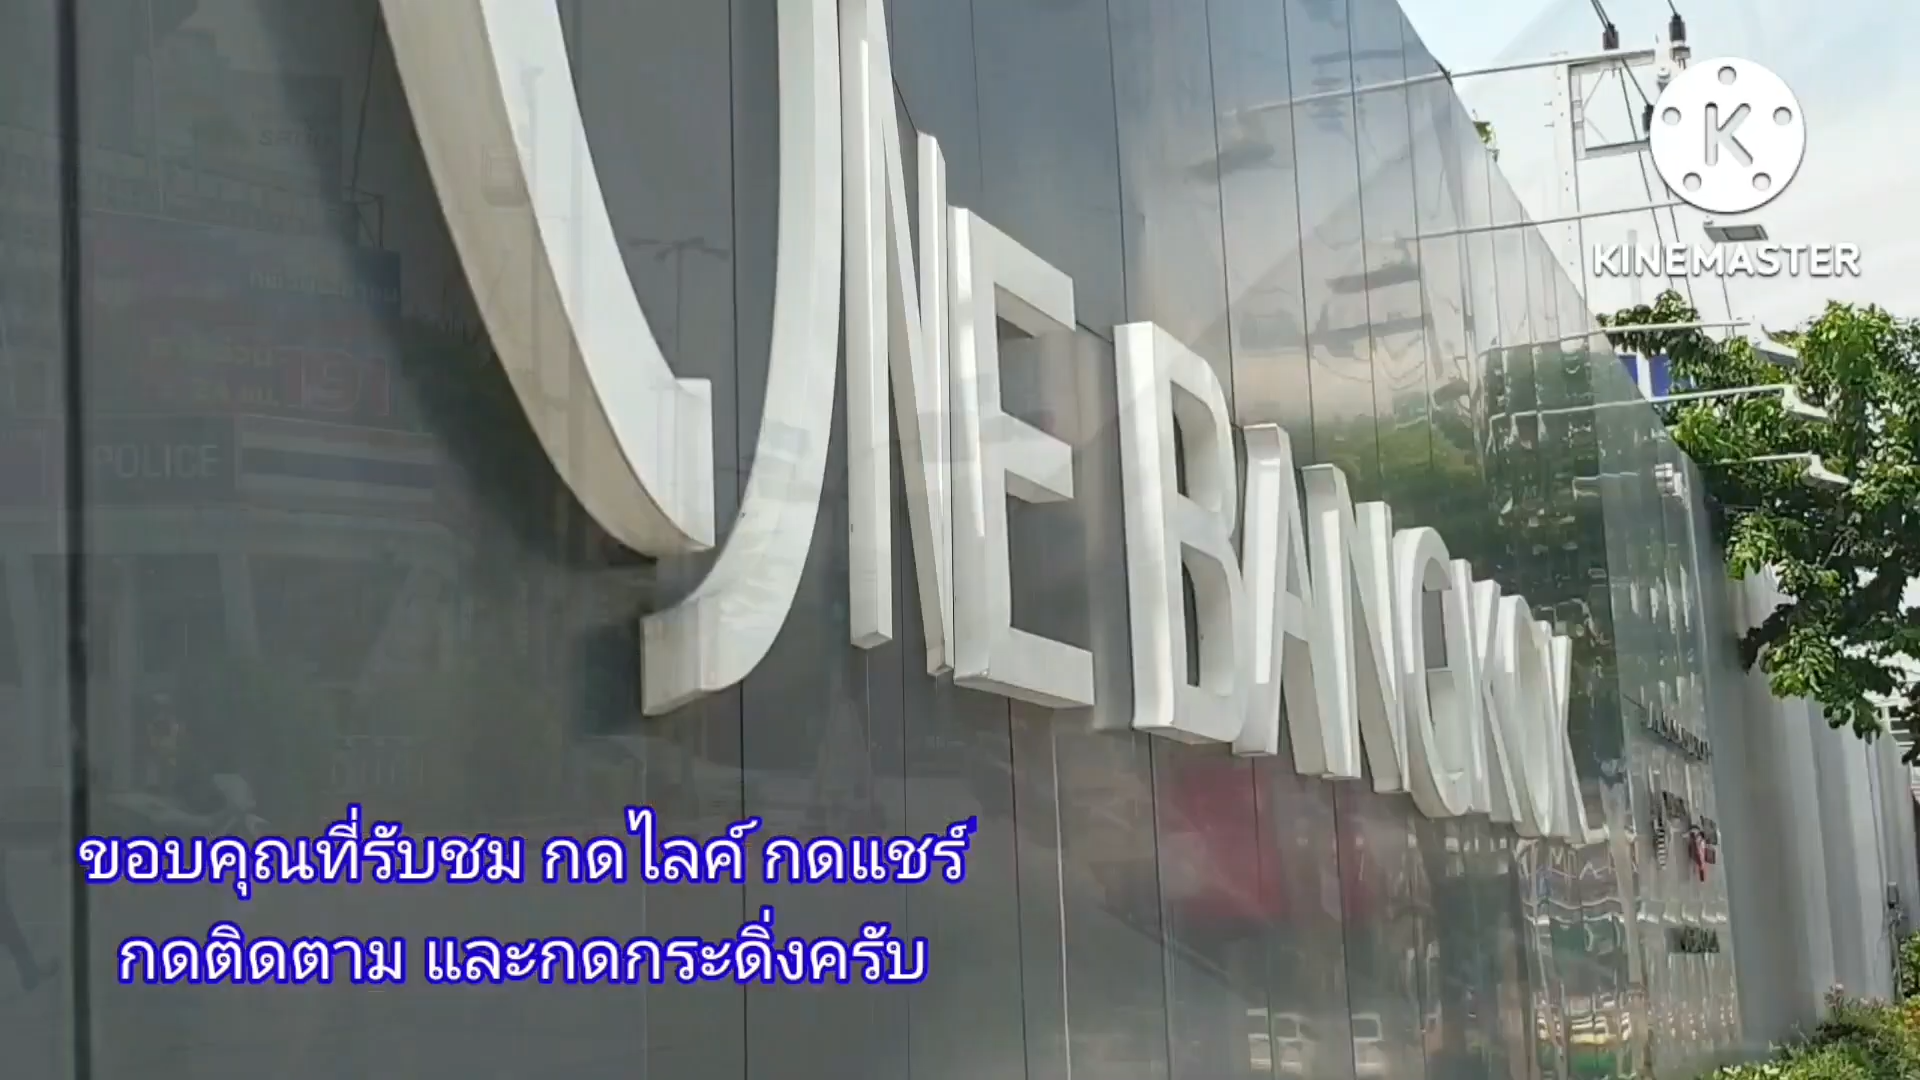 K
KINEMASTER
ONE BANGKOK
POLICE
191
ขอบคุณที่รับชม กดไลค์ กดแชร์
กดติดตาม และกดกระดิ่งครับ